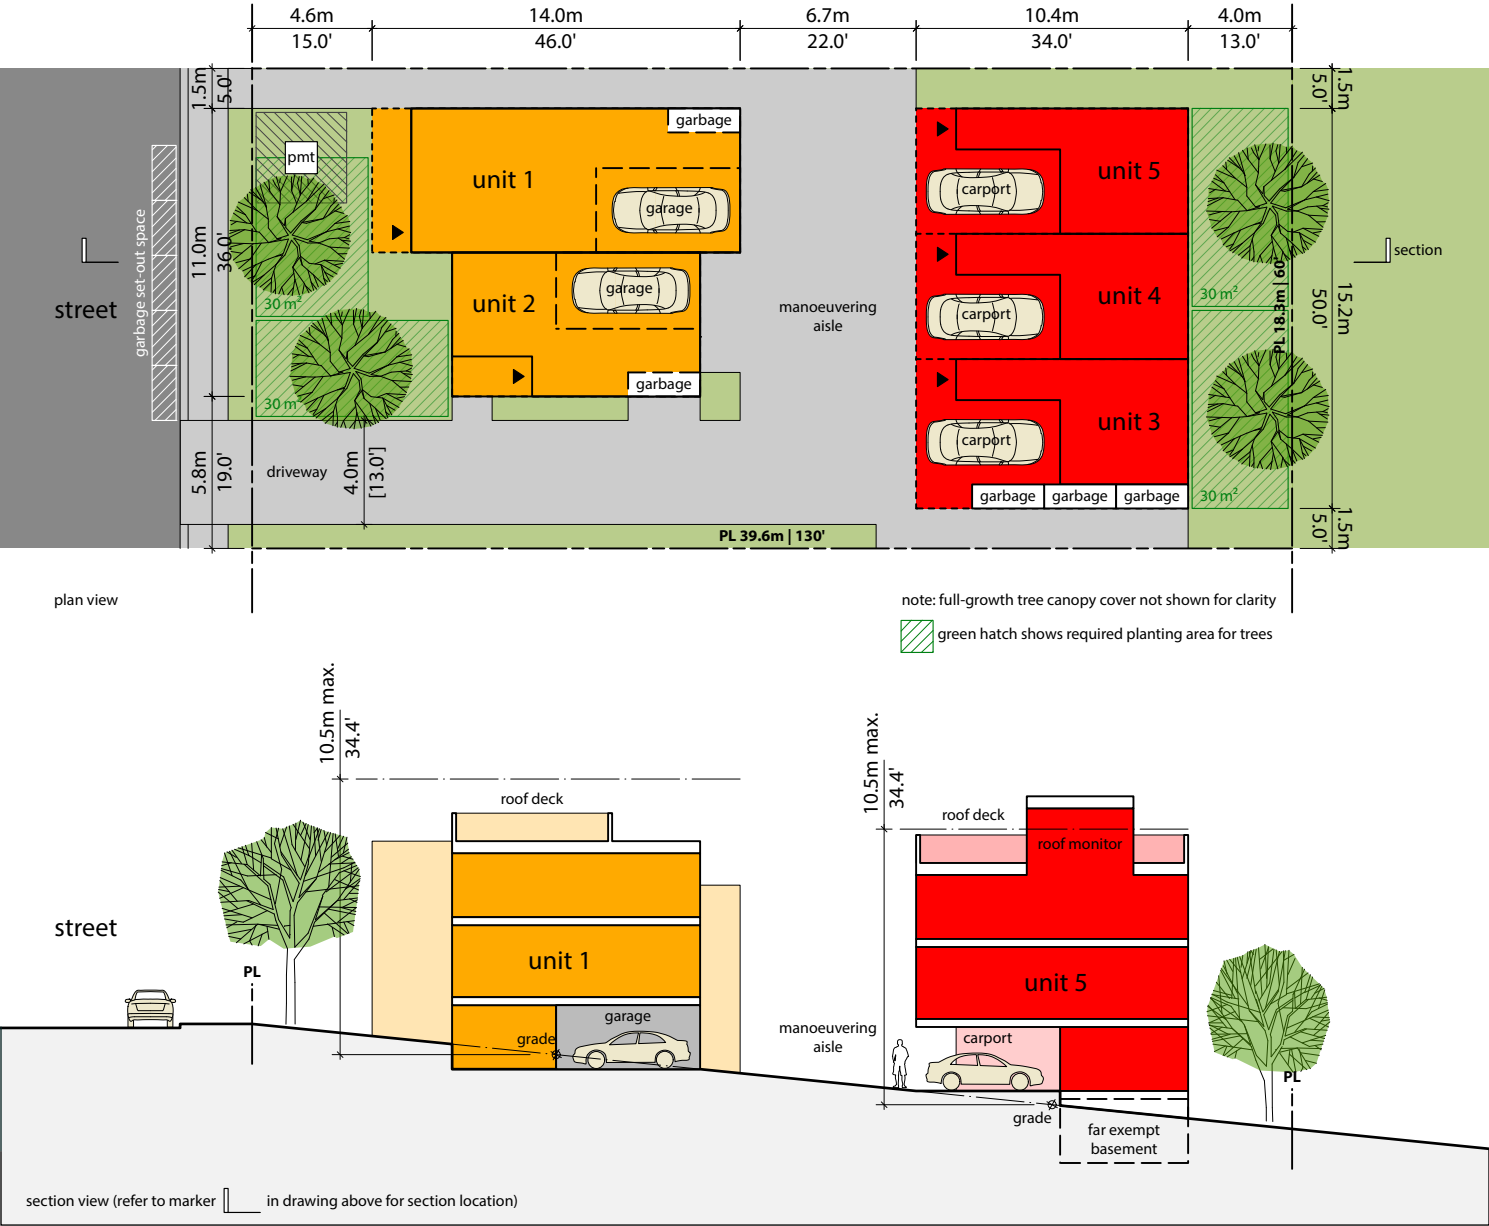 4.6m
14.0m
6.7m
10.4m
4.0m
15.0'
46.0'
22.0'
34.0'
13.0'
1.5m
5.0'
1.5m
5.0'
garbage
pmt
unit 1
garage
unit 5
carport
garbage set-out space
11.0m
36.0'
section
street
30 m²
unit 2
garage
manoeuvering
aisle
unit 4
carport
30 m²
PL 18.3m | 60'
15.2m
50.0'
30 m²
garbage
unit 3
carport
5.8m
19.0'
driveway
4.0m
[13.0']
garbage
garbage
garbage
30 m²
1.5m
5.0'
PL 39.6m | 130'
plan view
note: full-growth tree canopy cover not shown for clarity
green hatch shows required planting area for trees
10.5m max.
34.4'
10.5m max.
34.4'
roof deck
roof deck
roof monitor
street
unit 1
PL
unit 5
garage
grade
manoeuvering
aisle
carport
PL
grade
far exempt
basement
section view (refer to marker
in drawing above for section location)